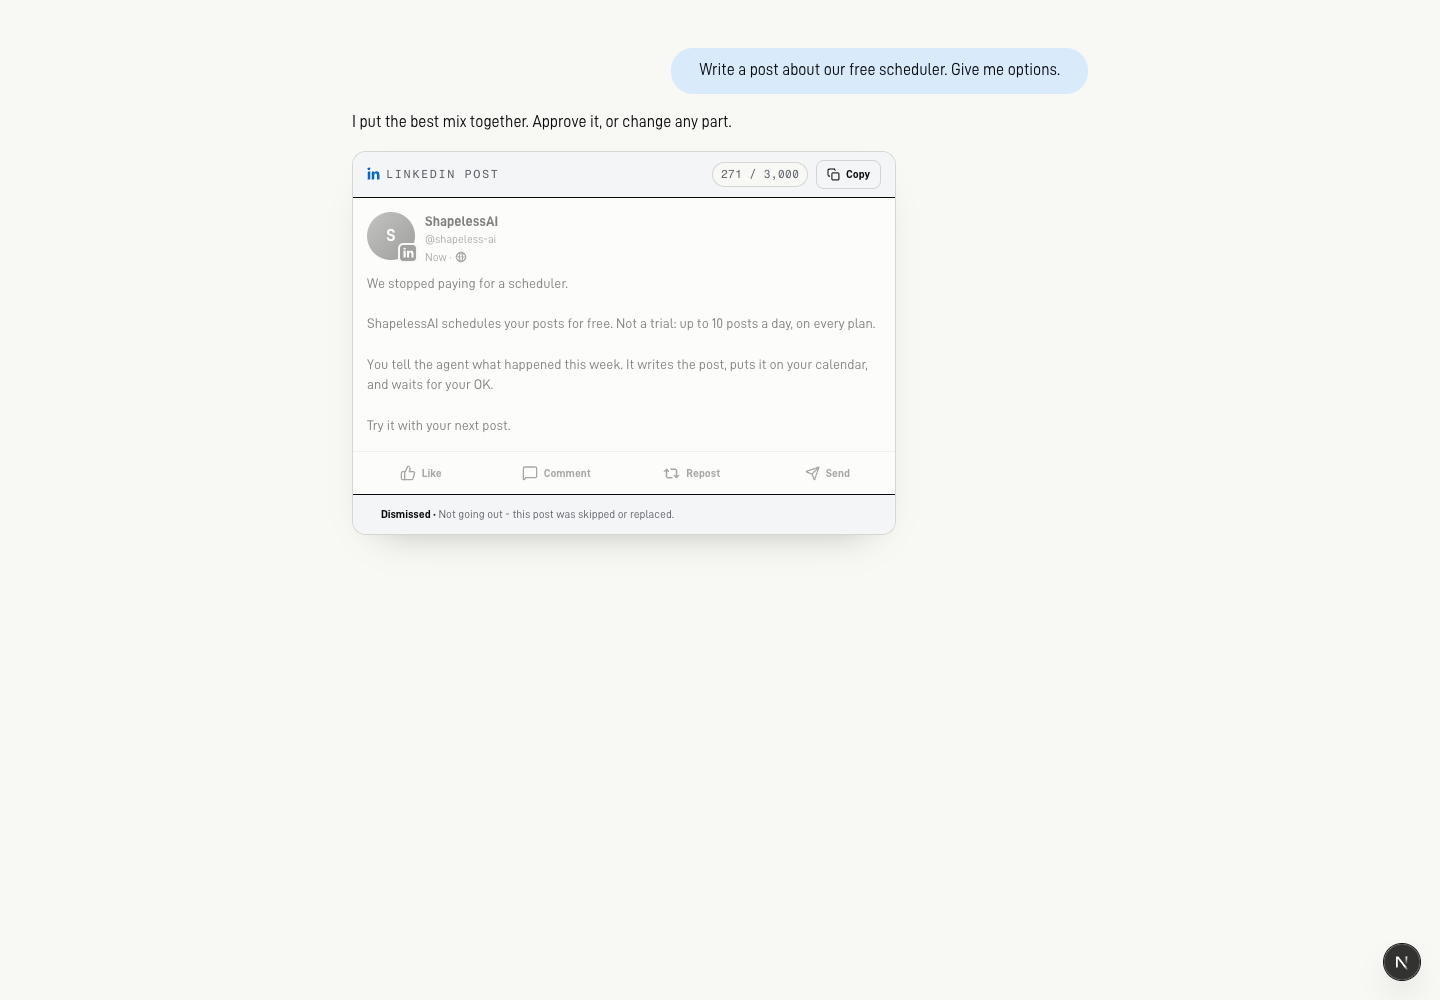 Write a post about our free scheduler. Give me options.
I put the best mix together. Approve it, or change any part.
in LINKEDIN POST
271 / 3,000
Copy
S
in
ShapelessAI
@shapeless-ai
Now ·
We stopped paying for a scheduler.
ShapelessAI schedules your posts for free. Not a trial: up to 10 posts a day, on every plan.
You tell the agent what happened this week. It writes the post, puts it on your calendar,
and waits for your OK.
Try it with your next post.
Like
Comment
Repost
Send
Dismissed · Not going out - this post was skipped or replaced.
N